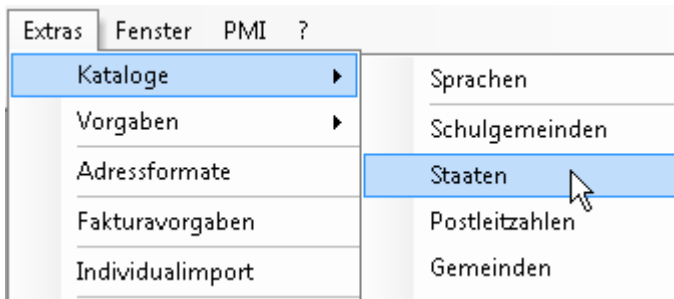 Extras Fenster PMI ?
Kataloge
Vorgaben
Adressformate
Fakturavorgaben
Individualimport
Sprachen
Schulgemeinden
Staaten
Postleitzahlen
Gemeinden